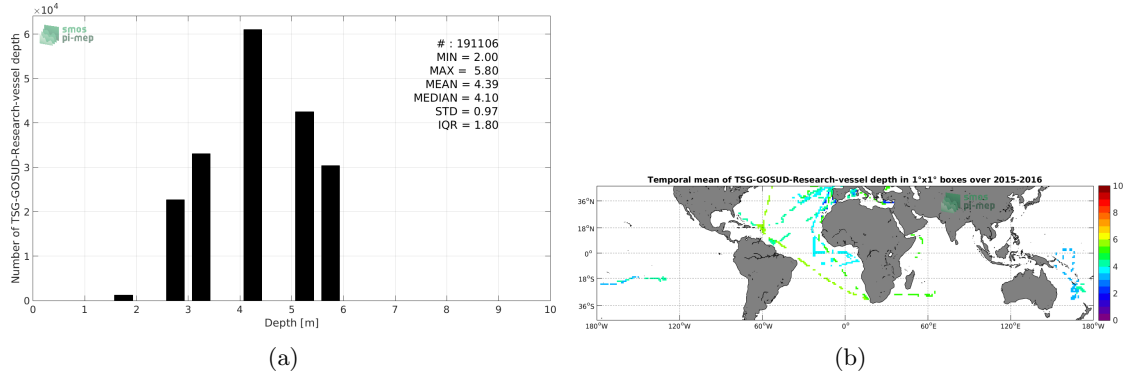 ×10⁴
smos
pi-mep
# : 191106
MIN = 2.00
MAX = 5.80
MEAN = 4.39
MEDIAN = 4.10
STD = 0.97
IQR = 1.80
Number of TSG-GOSUD-Research-vessel depth
6
5
4
3
2
1
0
0 1 2 3 4 5 6 7 8 9 10
Depth [m]
(a)
Temporal mean of TSG-GOSUD-Research-vessel depth in 1°x1° boxes over 2015-2016
smos
pi-mep
36°N
18°N
0°
18°S
36°S
180°W 120°W 60°W 0° 60°E 120°E 180°W
10
8
6
4
2
0
(b)